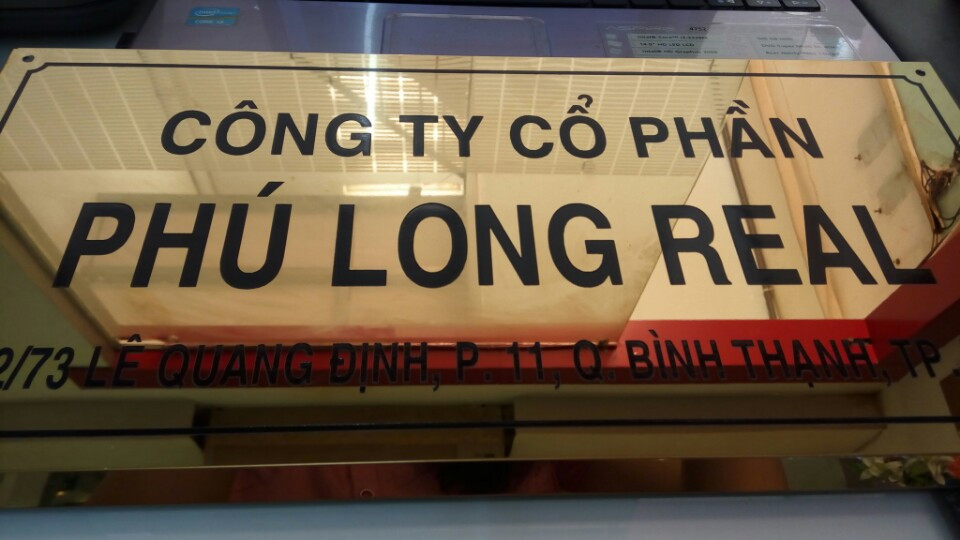 CÔNG TY CỔ PHẦN
PHÚ LONG REAL
2/73 LÊ QUANG ĐỊNH, P. 11, Q. BÌNH THẠNH, TP